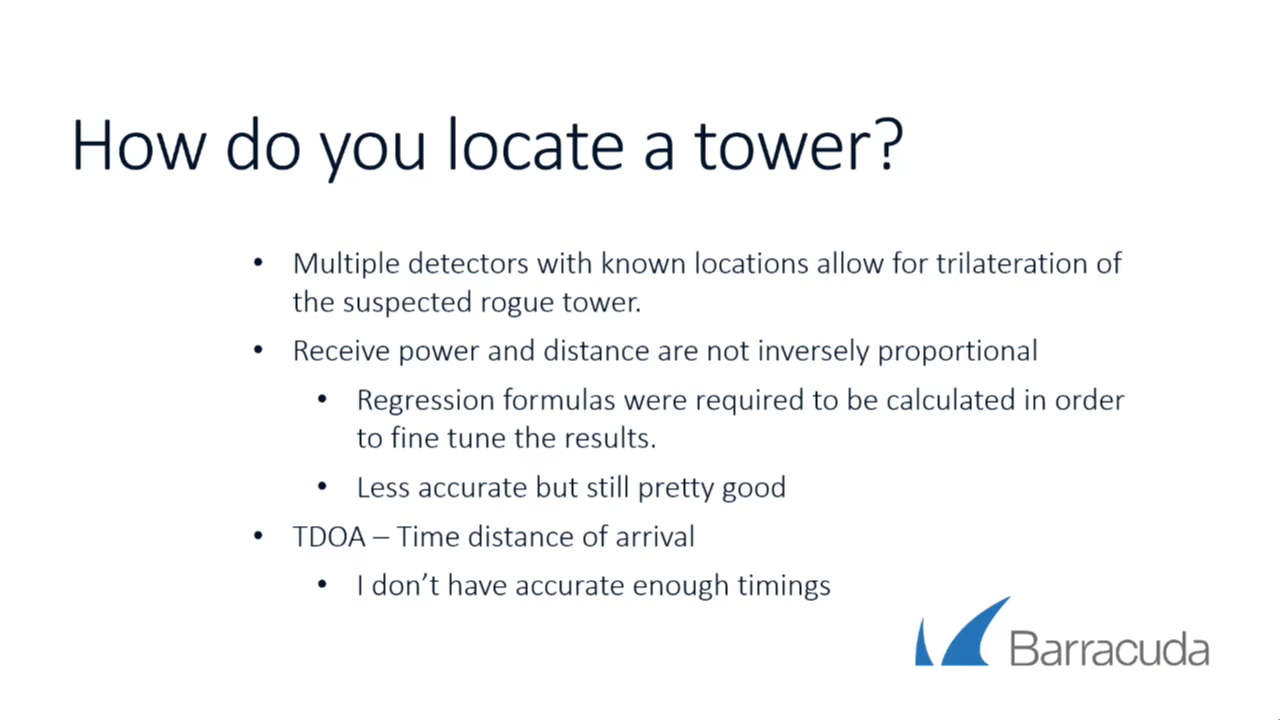 How do you locate a tower?
• Multiple detectors with known locations allow for trilateration of
the suspected rogue tower.
• Receive power and distance are not inversely proportional
• Regression formulas were required to be calculated in order
to fine tune the results.
• Less accurate but still pretty good
• TDOA – Time distance of arrival
• I don’t have accurate enough timings
Barracuda